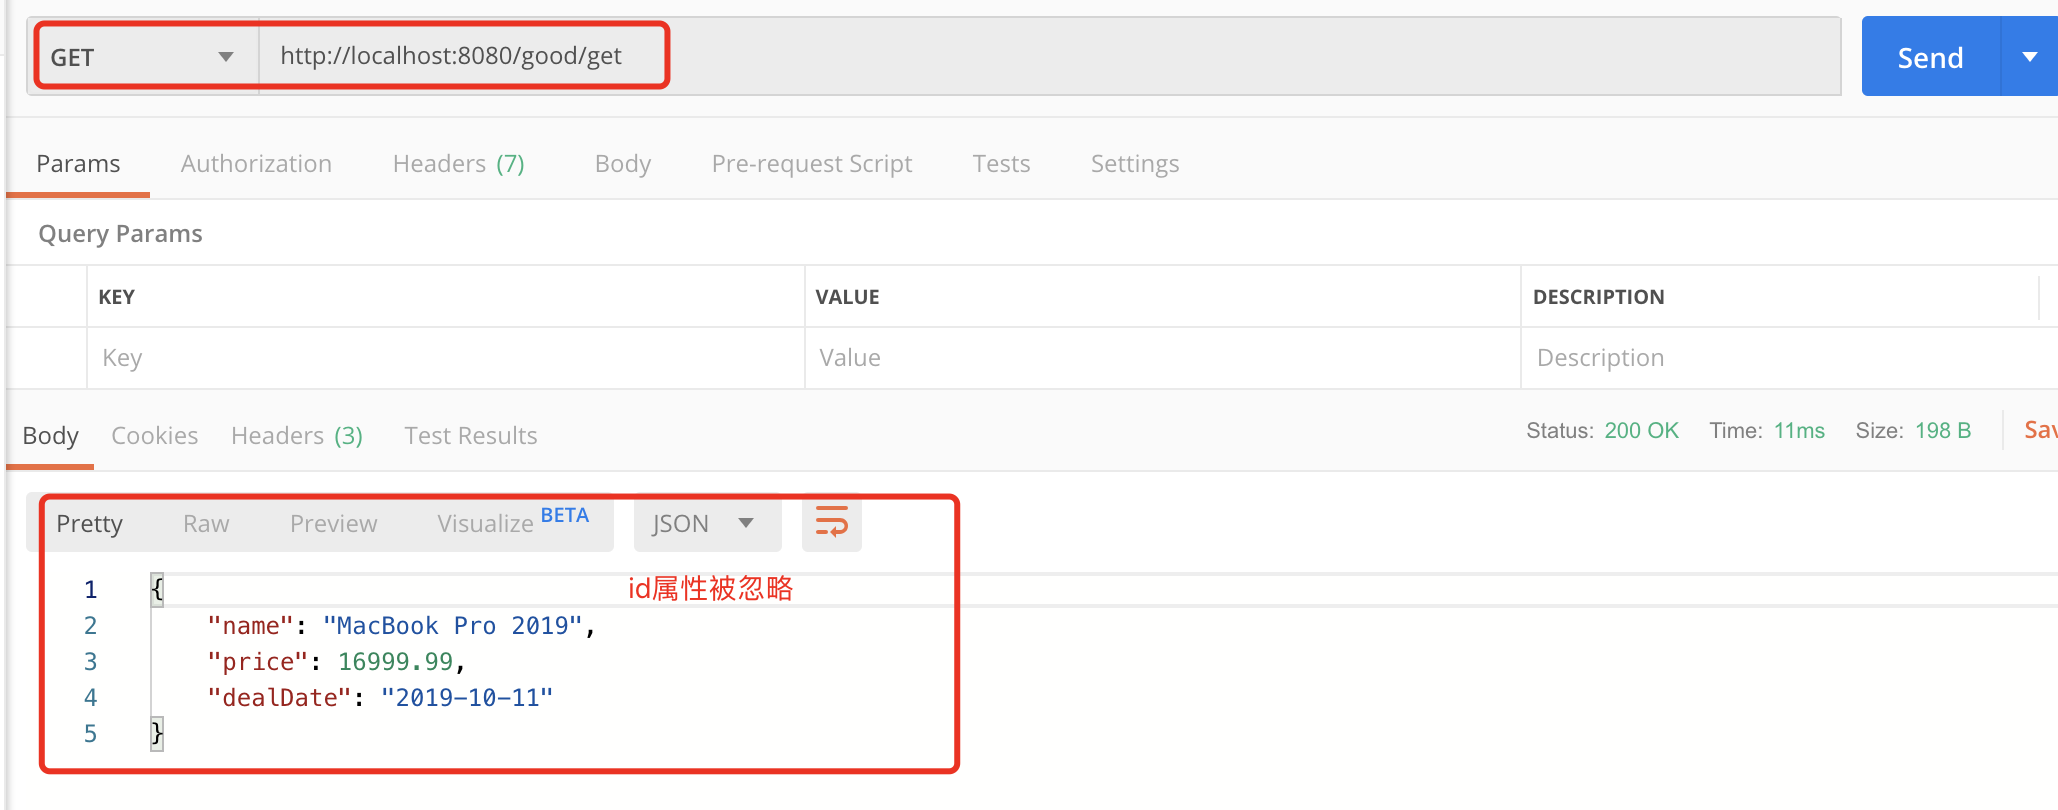 GET http://localhost:8080/good/get Send
Params Authorization Headers (7) Body Pre-request Script Tests Settings
Query Params
KEY VALUE DESCRIPTION
Key Value Description
Body Cookies Headers (3) Test Results Status: 200 OK Time: 11ms Size: 198 B Sav
Pretty Raw Preview Visualize BETA JSON
1 { id属性被忽略
2 "name": "MacBook Pro 2019",
3 "price": 16999.99,
4 "dealDate": "2019-10-11"
5 }